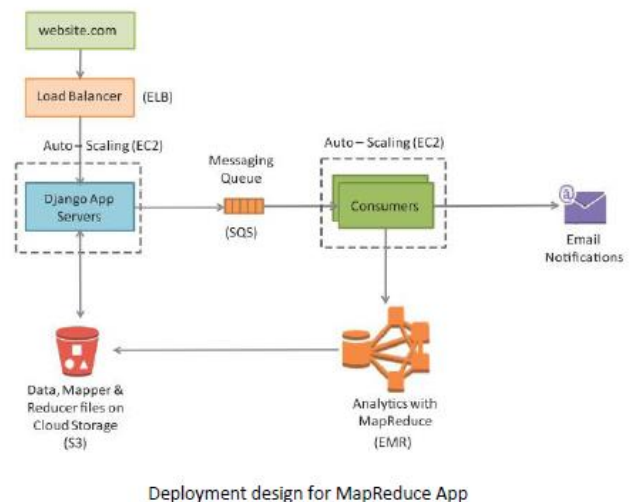 website.com
Load Balancer
(ELB)
Auto – Scaling (EC2)
Django App
Servers
Messaging
Queue
(SQS)
Auto – Scaling (EC2)
Consumers
@
Email
Notifications
Data, Mapper &
Reducer files on
Cloud Storage
(S3)
Analytics with
MapReduce
(EMR)
Deployment design for MapReduce App